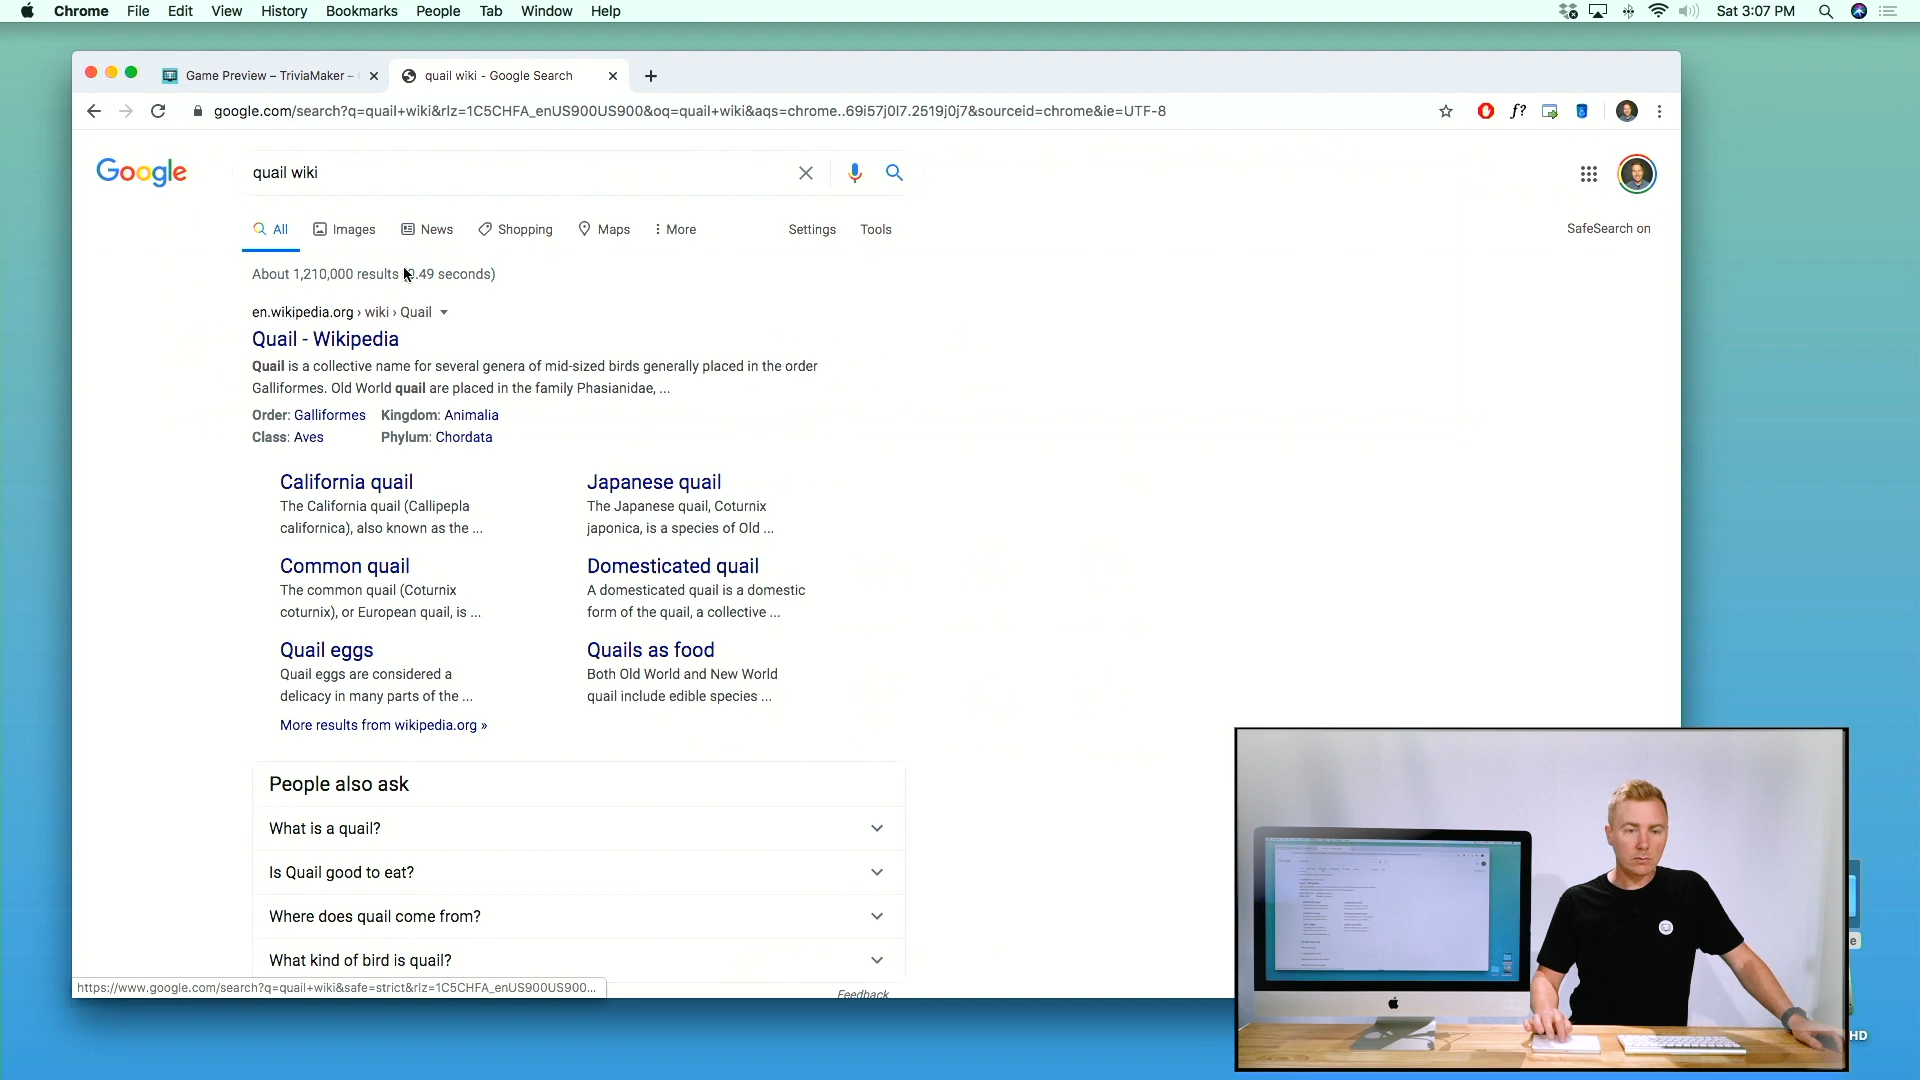 Chrome File Edit View History Bookmarks People Tab Window Help
Sat 3:07 PM
Game Preview – TriviaMaker –
quail wiki - Google Search
google.com/search?q=quail+wiki&rlz=1C5CHFA_enUS900US900&oq=quail+wiki&aqs=chrome..69i57j0l7.2519j0j7&sourceid=chrome&ie=UTF-8
f?
Google
quail wiki
All Images News Shopping Maps More Settings Tools
SafeSearch on
About 1,210,000 results .49 seconds)
en.wikipedia.org › wiki › Quail
Quail - Wikipedia
Quail is a collective name for several genera of mid-sized birds generally placed in the order
Galliformes. Old World quail are placed in the family Phasianidae, ...
Order: Galliformes Kingdom: Animalia
Class: Aves Phylum: Chordata
California quail
The California quail (Callipepla
californica), also known as the ...
Japanese quail
The Japanese quail, Coturnix
japonica, is a species of Old ...
Common quail
The common quail (Coturnix
coturnix), or European quail, is ...
Domesticated quail
A domesticated quail is a domestic
form of the quail, a collective ...
Quail eggs
Quail eggs are considered a
delicacy in many parts of the ...
Quails as food
Both Old World and New World
quail include edible species ...
More results from wikipedia.org »
People also ask
What is a quail?
Is Quail good to eat?
Where does quail come from?
What kind of bird is quail?
Feedback
https://www.google.com/search?q=quail+wiki&safe=strict&rlz=1C5CHFA_enUS900US900...
e
HD